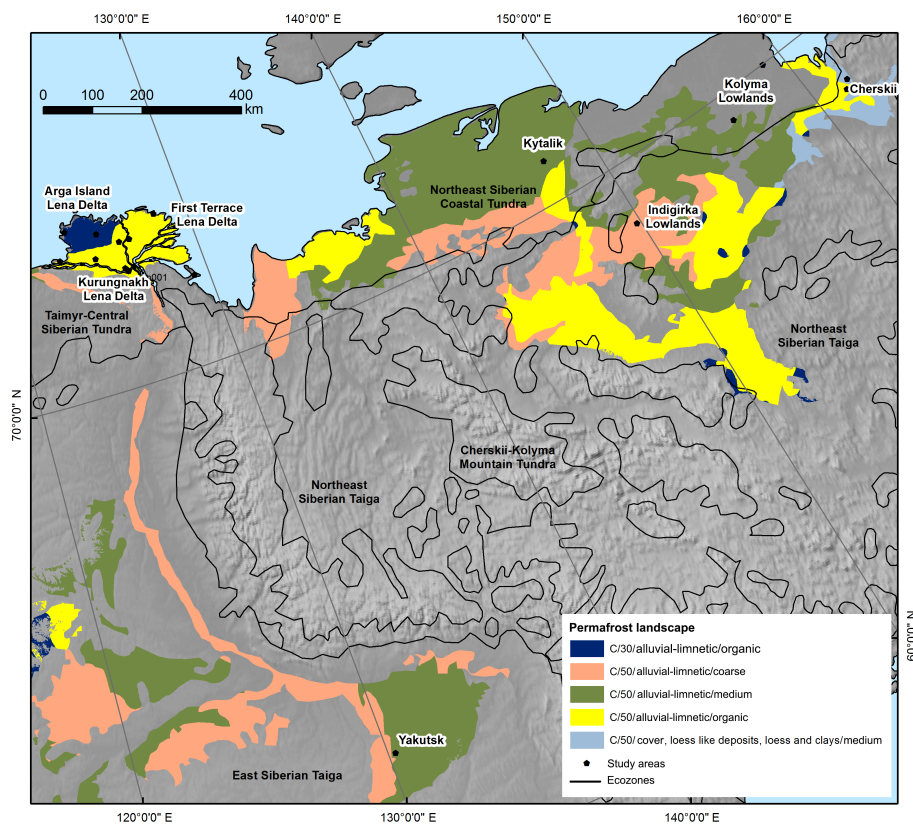 130°0'0" E
140°0'0" E
150°0'0" E
160°0'0" E
0 100 200 400
km
Kolyma
Lowlands
Cherskii
Kytalik
Arga Island
Lena Delta
First Terrace
Lena Delta
Northeast Siberian
Coastal Tundra
Indigirka
Lowlands
001
Kurungnakh
Lena Delta
Taimyr-Central
Siberian Tundra
Northeast
Siberian Taiga
70°0'0" N
Cherskii-Kolyma
Mountain Tundra
Northeast
Siberian Taiga
60°0'0" N
Permafrost landscape
C/30/alluvial-limnetic/organic
C/50/alluvial-limnetic/coarse
C/50/alluvial-limnetic/medium
C/50/alluvial-limnetic/organic
C/50/cover, loess like deposits, loess and clays/medium
Study areas
Ecozones
Yakutsk
East Siberian Taiga
120°0'0" E
130°0'0" E
140°0'0" E